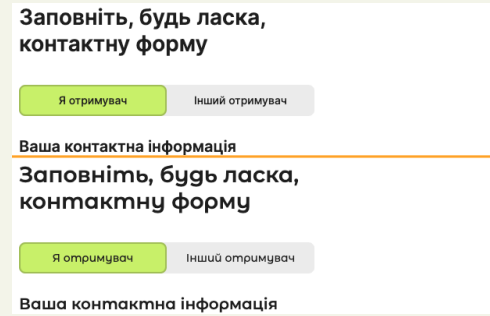 Заповніть, будь ласка,
контактну форму
Я отримувач Інший отримувач
Ваша контактна інформація
Заповніть, будь ласка,
контактну форму
Я отримувач Інший отримувач
Ваша контактна інформація